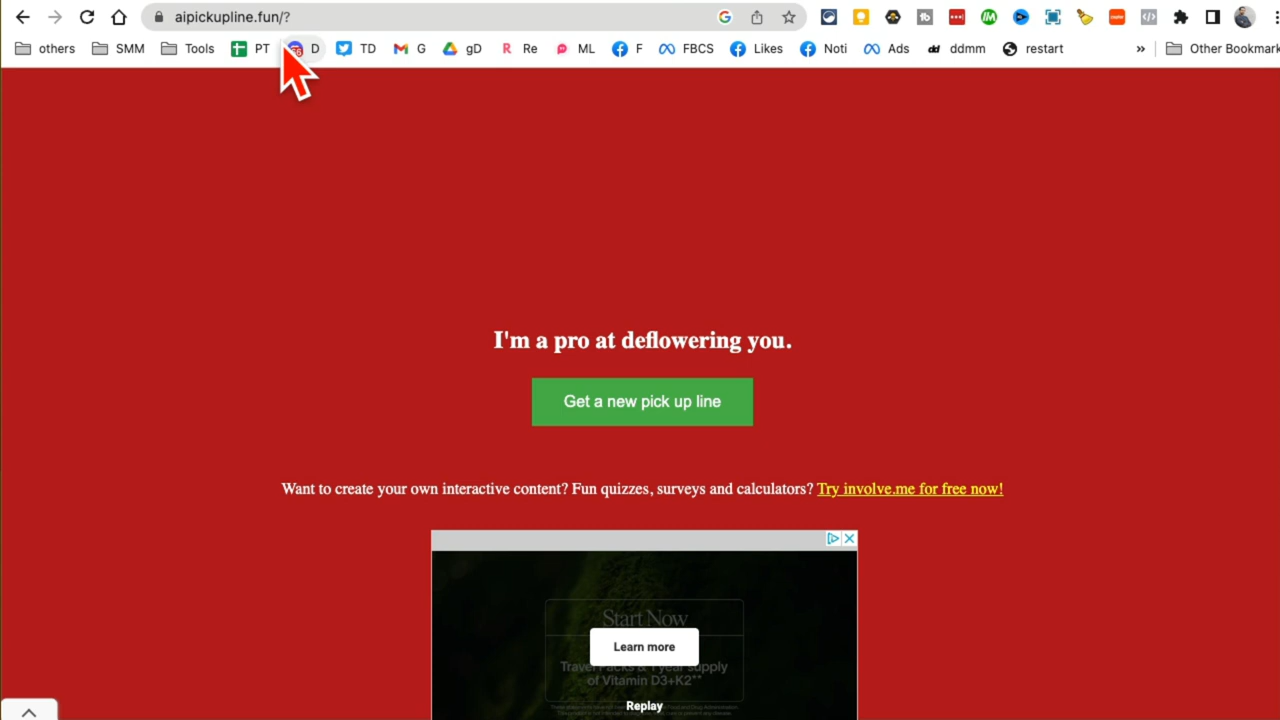 aipickupline.fun/?
others SMM Tools PT D TD G gD Re ML F FBCS Likes Noti Ads ddmm restart » Other Bookmark
I'm a pro at deflowering you.
Get a new pick up line
Want to create your own interactive content? Fun quizzes, surveys and calculators? Try involve.me for free now!
Start Now
Learn more
Travel Packs & 1 year supply
of Vitamin D3+K2**
Replay